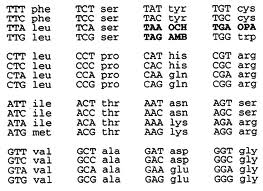 TTT phe TCT ser TAT tyr TGT cys
TTC phe TCC ser TAC tyr TGC cys
TTA leu TCA ser TAA OCH TGA OPA
TTG leu TCG ser TAG AMB TGG trp
CTT leu CCT pro CAT his CGT arg
CTC leu CCC pro CAC his CGC arg
CTA leu CCA pro CAA gln CGA arg
CTG leu CCG pro CAG gln CGG arg
ATT ile ACT thr AAT asn AGT ser
ATC ile ACC thr AAC asn AGC ser
ATA ile ACA thr AAA lys AGA arg
ATG met ACG thr AAG lys AGG arg
GTT val GCT ala GAT asp GGT gly
GTC val GCC ala GAC asp GGC gly
GTA val GCA ala GAA glu GGA gly
GTG val GCG ala GAG glu GGG gly